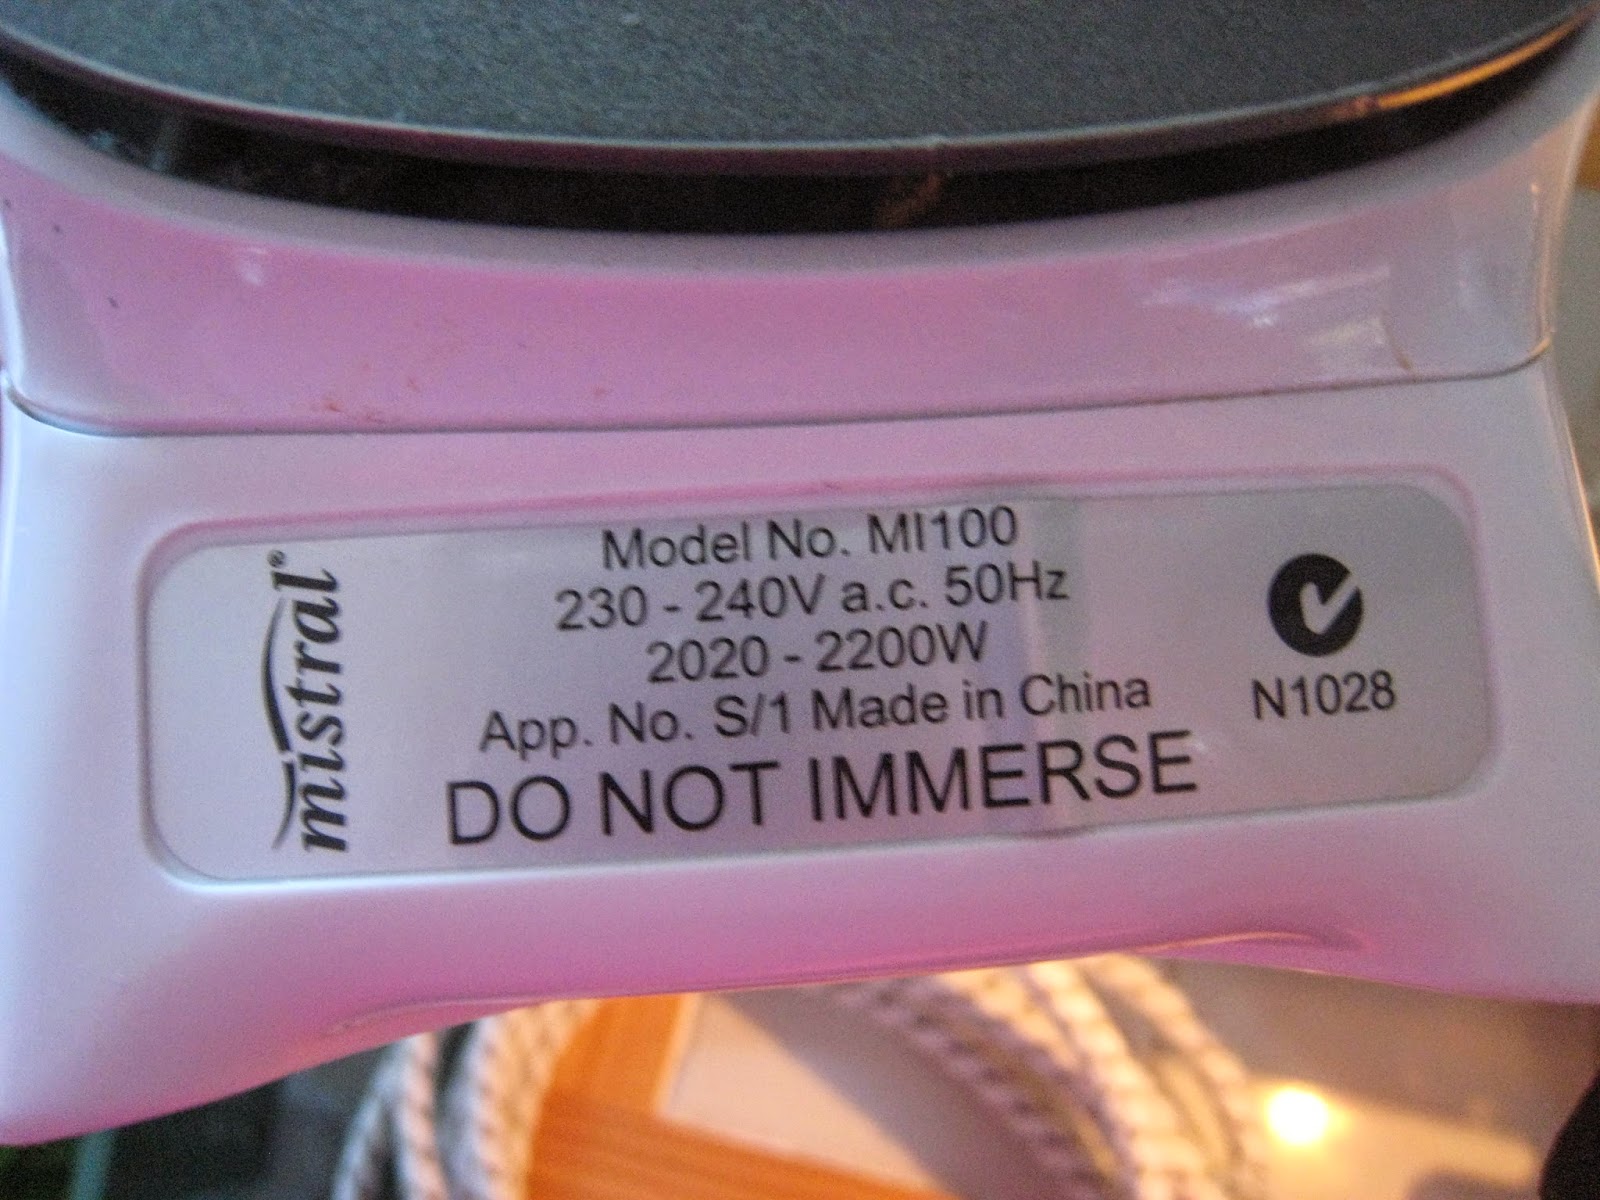 mistral®
Model No. MI100
230 - 240V a.c. 50Hz
2020 - 2200W
App. No. S/1 Made in China
DO NOT IMMERSE
N1028